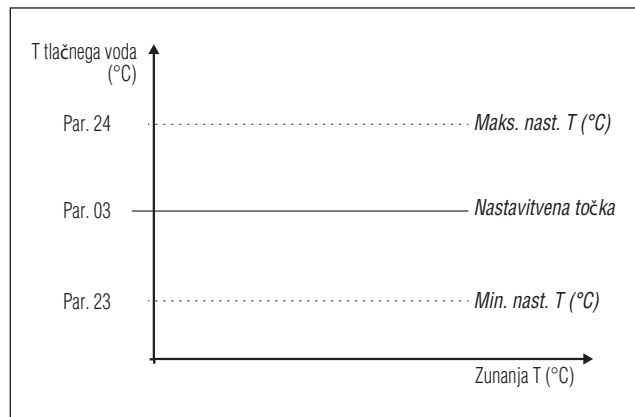 T tlačnega voda
(°C)
Par. 24
Maks. nast. T (°C)
Par. 03
Nastavitvena točka
Par. 23
Min. nast. T (°C)
Zunanja T (°C)